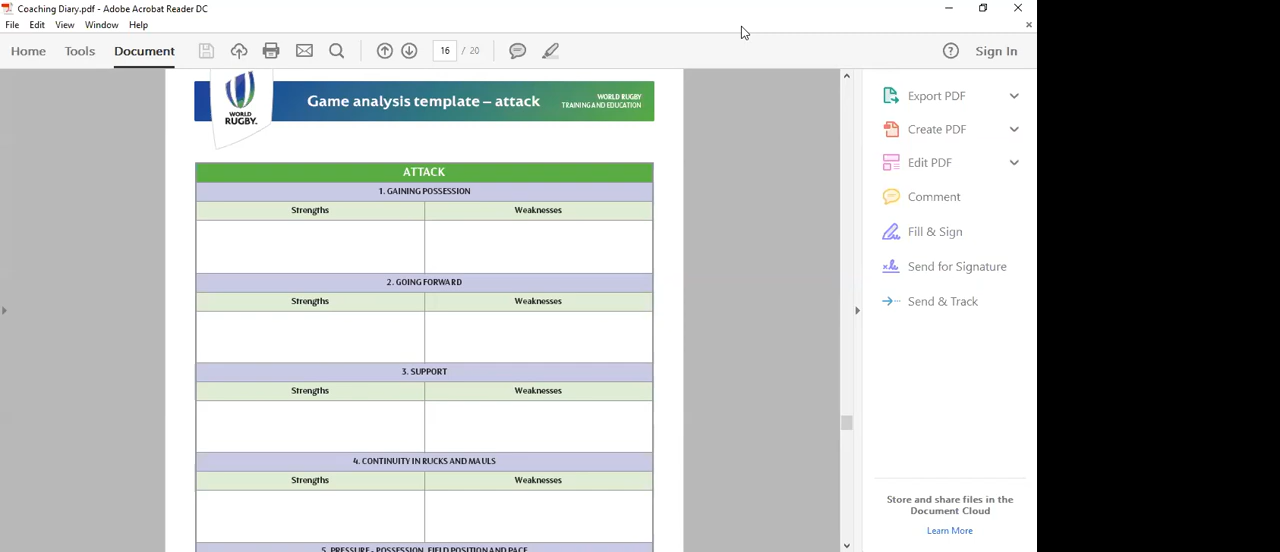 Coaching Diary.pdf - Adobe Acrobat Reader DC
File Edit View Window Help
Home Tools Document 16 / 20 Sign In
WORLD RUGBY.
Game analysis template – attack
WORLD RUGBY
TRAINING AND EDUCATION
ATTACK
1. GAINING POSSESSION
Strengths Weaknesses
2. GOING FORWARD
Strengths Weaknesses
3. SUPPORT
Strengths Weaknesses
4. CONTINUITY IN RUCKS AND MAULS
Strengths Weaknesses
5. PRESSURE - POSSESSION, FIELD POSITION AND PACE
Export PDF
Create PDF
Edit PDF
Comment
Fill & Sign
Send for Signature
Send & Track
Store and share files in the
Document Cloud
Learn More